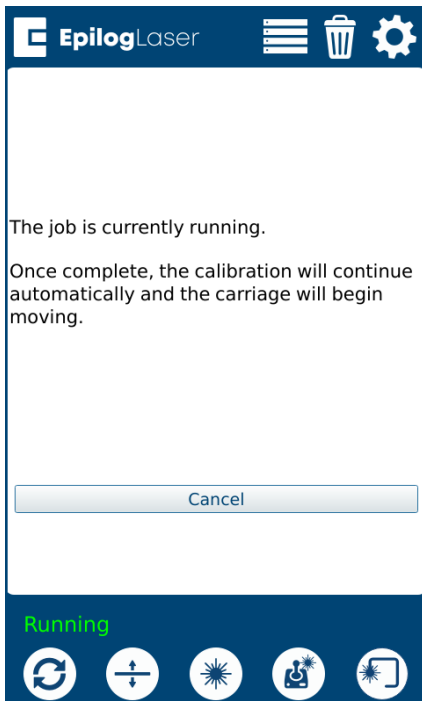 EpilogLaser
The job is currently running.
Once complete, the calibration will continue
automatically and the carriage will begin
moving.
Cancel
Running